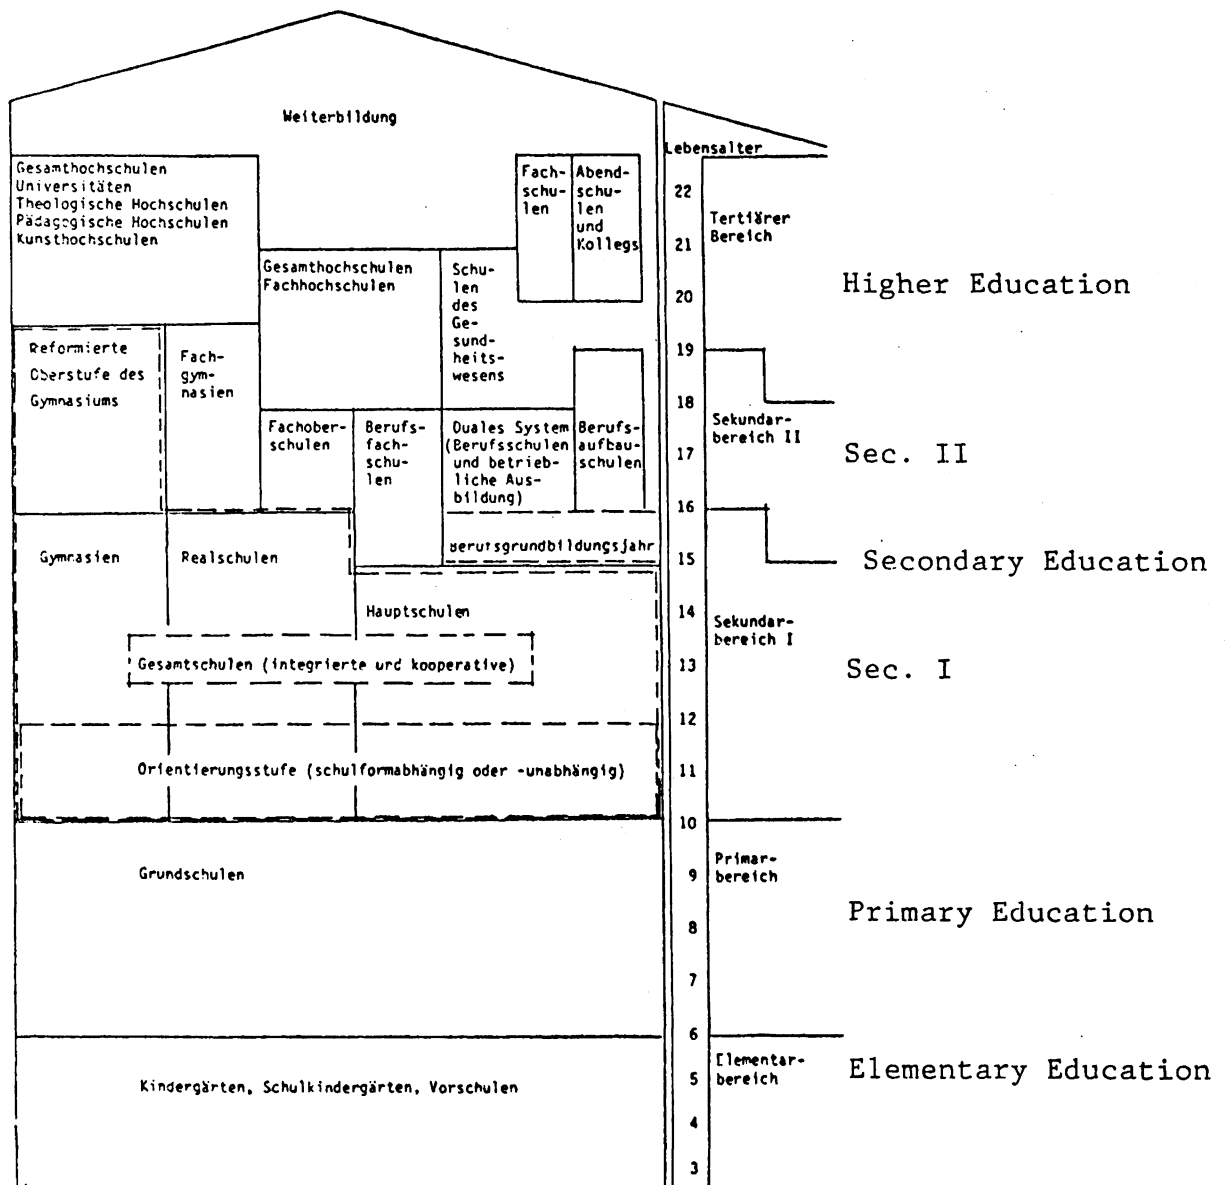 Weiterbildung
Lebensalter
Gesamthochschulen
Universitäten
Theologische Hochschulen
Pädagogische Hochschulen
Kunsthochschulen
Fach-
schu-
len
Abend-
schu-
len
und
Kollegs
Gesamthochschulen
Fachhochschulen
Schu-
len
des
Ge-
sund-
heits-
wesens
Reformierte
Oberstufe des
Gymnasiums
Fach-
gym-
nasien
Fachober-
schulen
Berufs-
fach-
schu-
len
Duales System
(Berufsschulen
und betrieb-
liche Aus-
bildung)
Berufs-
aufbau-
schulen
Berufsgrundbildungsjahr
Gymnasien
Realschulen
Hauptschulen
Gesamtschulen (integrierte und kooperative)
Orientierungsstufe (schulformabhängig oder -unabhängig)
Grundschulen
Kindergärten, Schulkindergärten, Vorschulen
22
21
20
19
18
17
16
15
14
13
12
11
10
9
8
7
6
5
4
3
Tertiärer
Bereich
Sekundar-
bereich II
Sekundar-
bereich I
Primar-
bereich
Elementar-
bereich
Higher Education
Sec. II
Secondary Education
Sec. I
Primary Education
Elementary Education